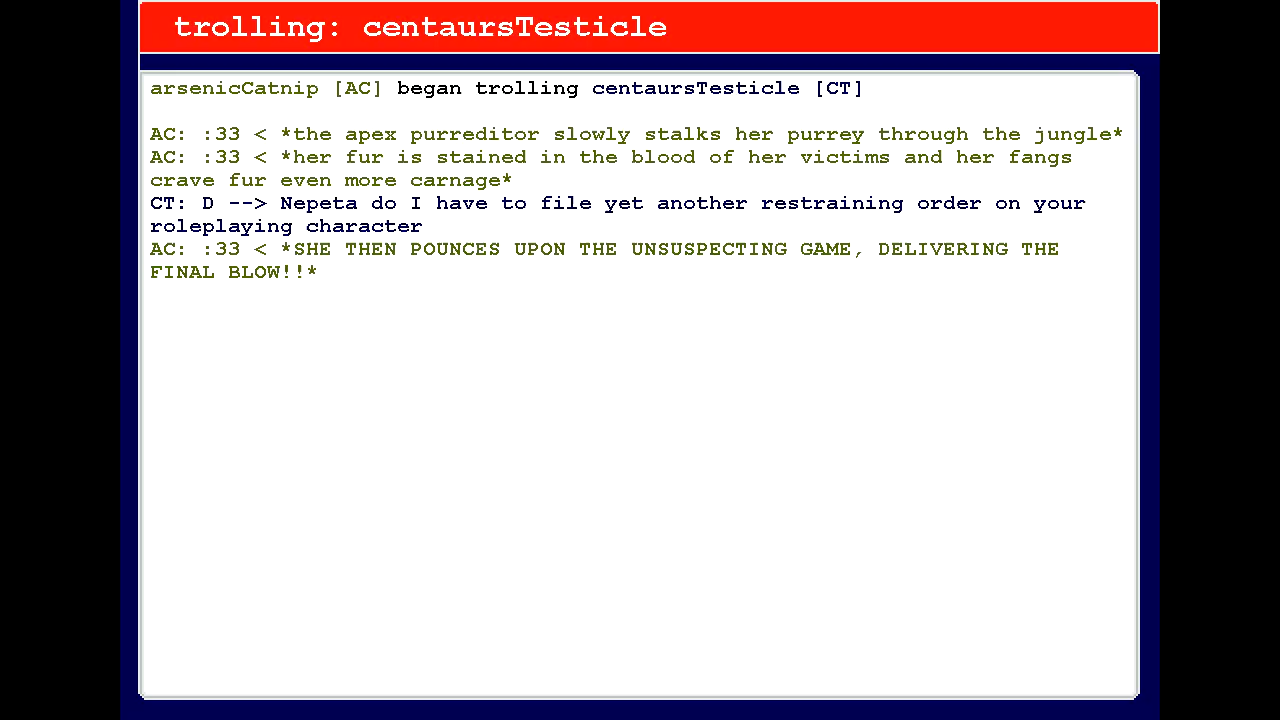 trolling: centaursTesticle
arsenicCatnip [AC] began trolling centaursTesticle [CT]
AC: :33 < *the apex purreditor slowly stalks her purrey through the jungle*
AC: :33 < *her fur is stained in the blood of her victims and her fangs
crave fur even more carnage*
CT: D --> Nepeta do I have to file yet another restraining order on your
roleplaying character
AC: :33 < *SHE THEN POUNCES UPON THE UNSUSPECTING GAME, DELIVERING THE
FINAL BLOW!!*